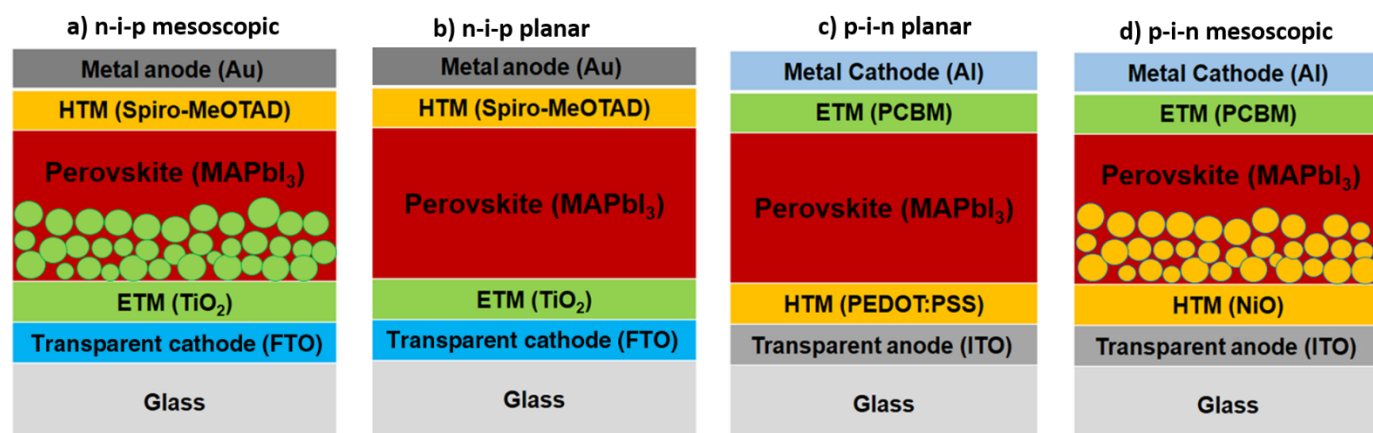 a) n-i-p mesoscopic
Metal anode (Au)
HTM (Spiro-MeOTAD)
Perovskite (MAPbI₃)
ETM (TiO₂)
Transparent cathode (FTO)
Glass
b) n-i-p planar
Metal anode (Au)
HTM (Spiro-MeOTAD)
Perovskite (MAPbI₃)
ETM (TiO₂)
Transparent cathode (FTO)
Glass
c) p-i-n planar
Metal Cathode (Al)
ETM (PCBM)
Perovskite (MAPbI₃)
HTM (PEDOT:PSS)
Transparent anode (ITO)
Glass
d) p-i-n mesoscopic
Metal Cathode (Al)
ETM (PCBM)
Perovskite (MAPbI₃)
HTM (NiO)
Transparent anode (ITO)
Glass